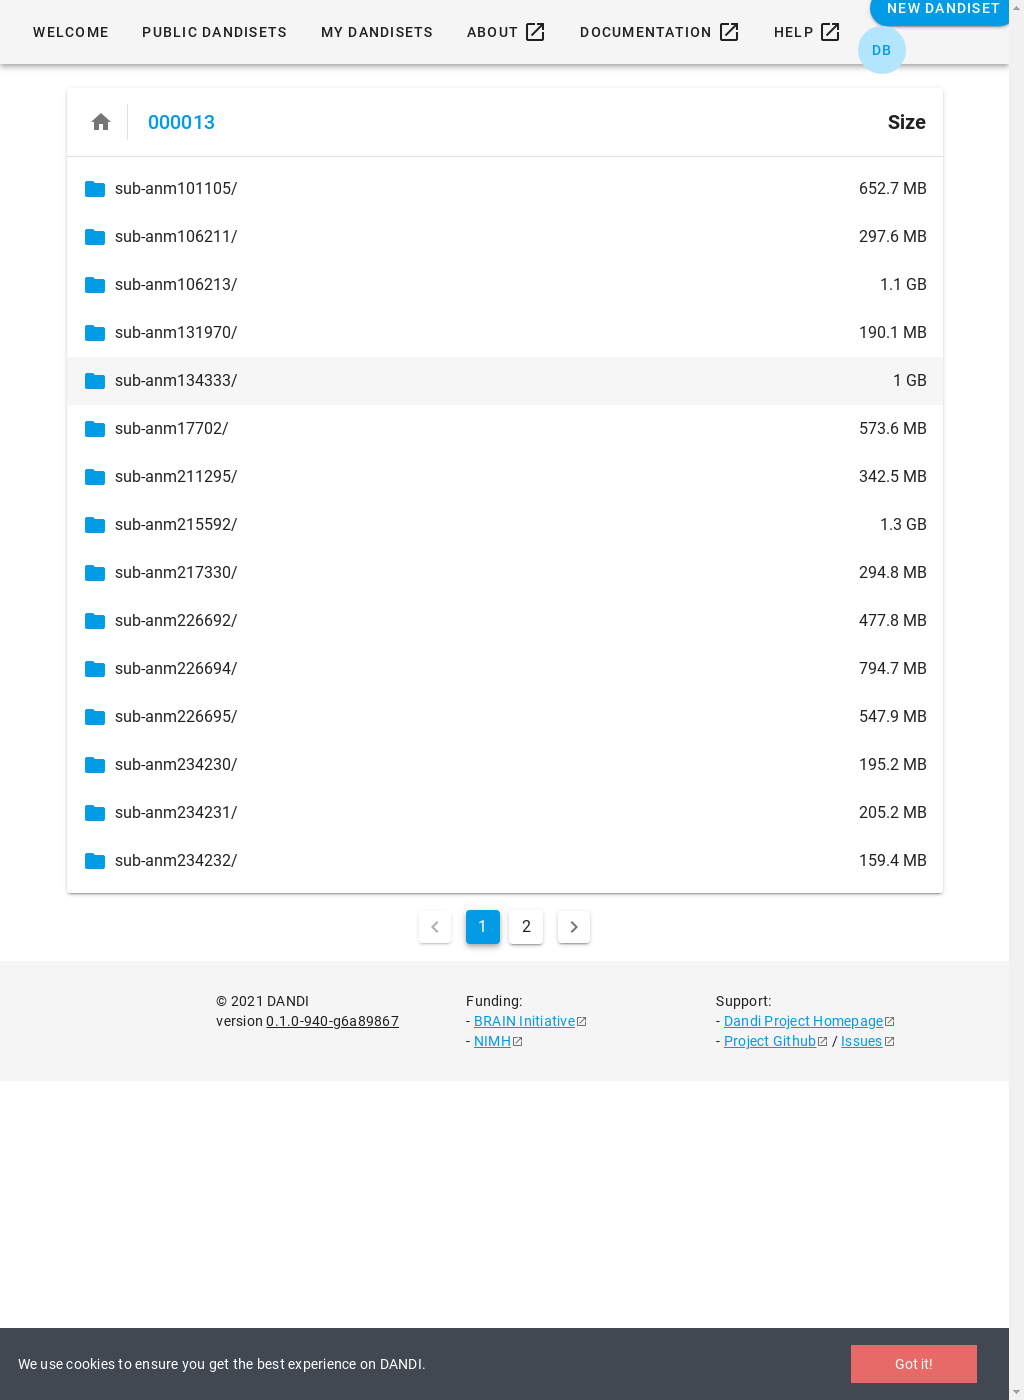 WELCOME PUBLIC DANDISETS MY DANDISETS ABOUT DOCUMENTATION HELP NEW DANDISET
DB
000013 Size
sub-anm101105/ 652.7 MB
sub-anm106211/ 297.6 MB
sub-anm106213/ 1.1 GB
sub-anm131970/ 190.1 MB
sub-anm134333/ 1 GB
sub-anm17702/ 573.6 MB
sub-anm211295/ 342.5 MB
sub-anm215592/ 1.3 GB
sub-anm217330/ 294.8 MB
sub-anm226692/ 477.8 MB
sub-anm226694/ 794.7 MB
sub-anm226695/ 547.9 MB
sub-anm234230/ 195.2 MB
sub-anm234231/ 205.2 MB
sub-anm234232/ 159.4 MB
1 2
© 2021 DANDI
version 0.1.0-940-g6a89867
Funding:
- BRAIN Initiative
- NIMH
Support:
- Dandi Project Homepage
- Project Github / Issues
We use cookies to ensure you get the best experience on DANDI. Got it!